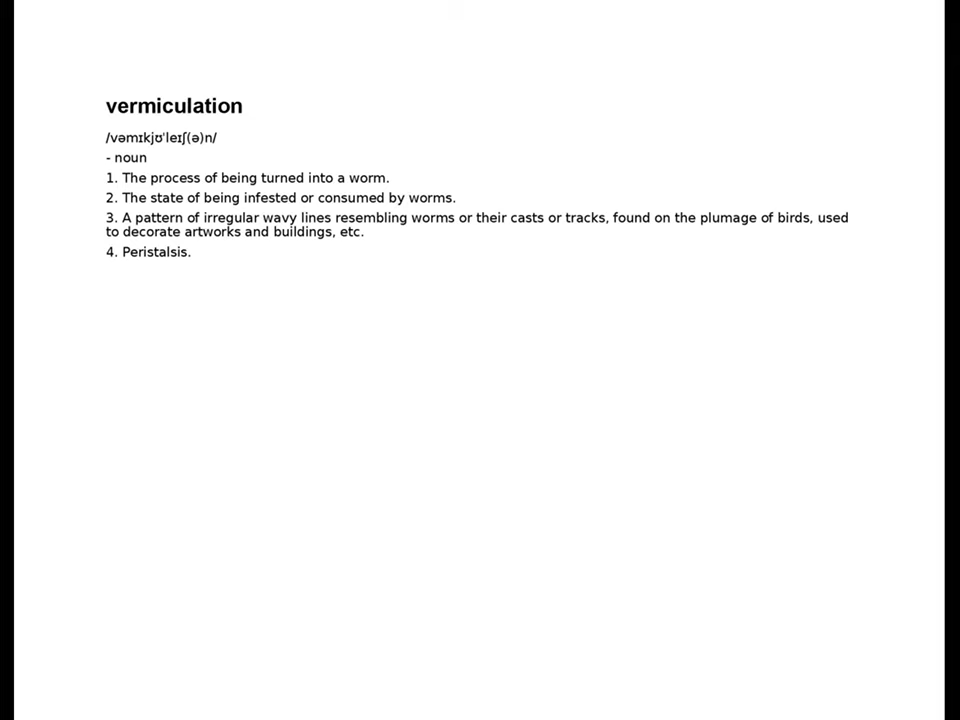 vermiculation
/vəmɪkjʊˈleɪʃ(ə)n/
- noun
1. The process of being turned into a worm.
2. The state of being infested or consumed by worms.
3. A pattern of irregular wavy lines resembling worms or their casts or tracks, found on the plumage of birds, used
to decorate artworks and buildings, etc.
4. Peristalsis.